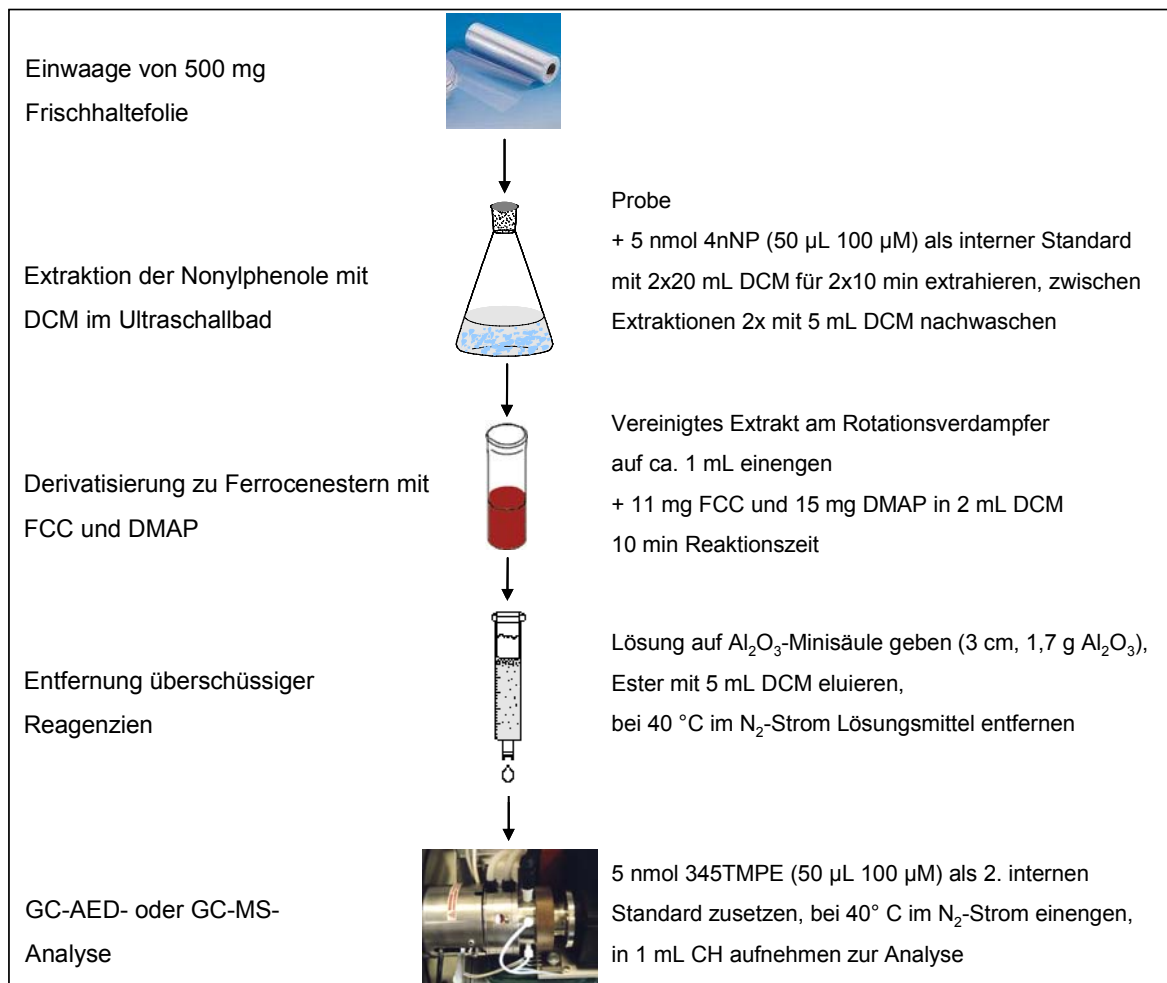 Einwaage von 500 mg
Frischhaltefolie
Extraktion der Nonylphenole mit
DCM im Ultraschallbad
Probe
+ 5 nmol 4nNP (50 µL 100 µM) als interner Standard
mit 2x20 mL DCM für 2x10 min extrahieren, zwischen
Extraktionen 2x mit 5 mL DCM nachwaschen
Derivatisierung zu Ferrocenestern mit
FCC und DMAP
Vereinigtes Extrakt am Rotationsverdampfer
auf ca. 1 mL einengen
+ 11 mg FCC und 15 mg DMAP in 2 mL DCM
10 min Reaktionszeit
Entfernung überschüssiger
Reagenzien
Lösung auf Al₂O₃-Minisäule geben (3 cm, 1,7 g Al₂O₃),
Ester mit 5 mL DCM eluieren,
bei 40 °C im N₂-Strom Lösungsmittel entfernen
GC-AED- oder GC-MS-
Analyse
5 nmol 345TMPE (50 µL 100 µM) als 2. internen
Standard zusetzen, bei 40° C im N₂-Strom einengen,
in 1 mL CH aufnehmen zur Analyse